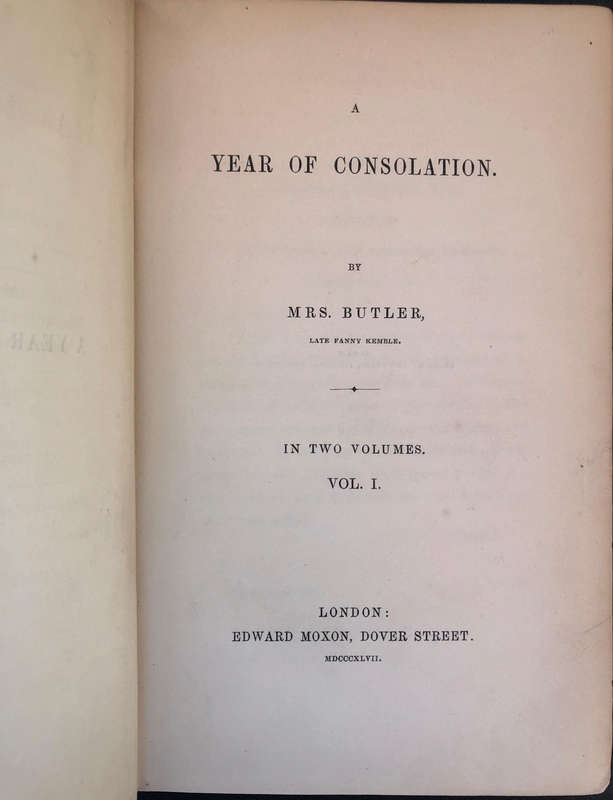 A
YEAR OF CONSOLATION.
BY
MRS. BUTLER,
LATE FANNY KEMBLE.
IN TWO VOLUMES.
VOL. I.
LONDON:
EDWARD MOXON, DOVER STREET.
MDCCCXLVII.